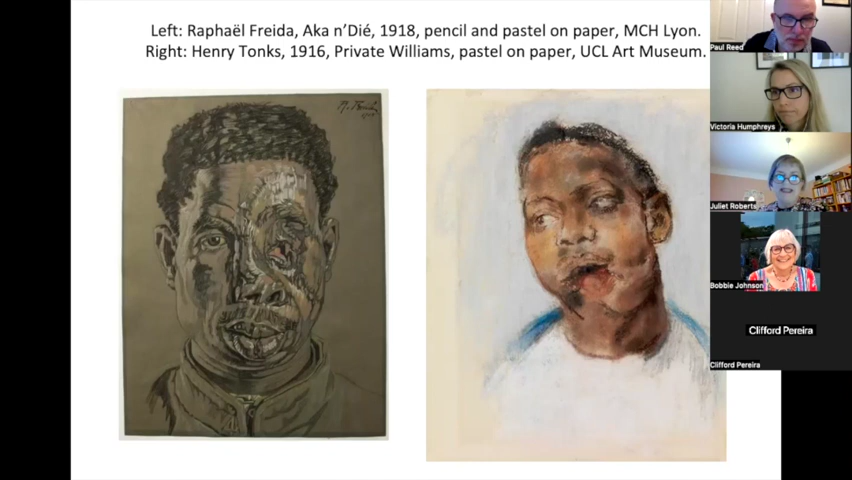 Left: Raphaël Freida, Aka n’Dié, 1918, pencil and pastel on paper, MCH Lyon.
Right: Henry Tonks, 1916, Private Williams, pastel on paper, UCL Art Museum.
Paul Reed
Victoria Humphreys
Juliet Roberts
Bobbie Johnson
Clifford Pereira
Clifford Pereira